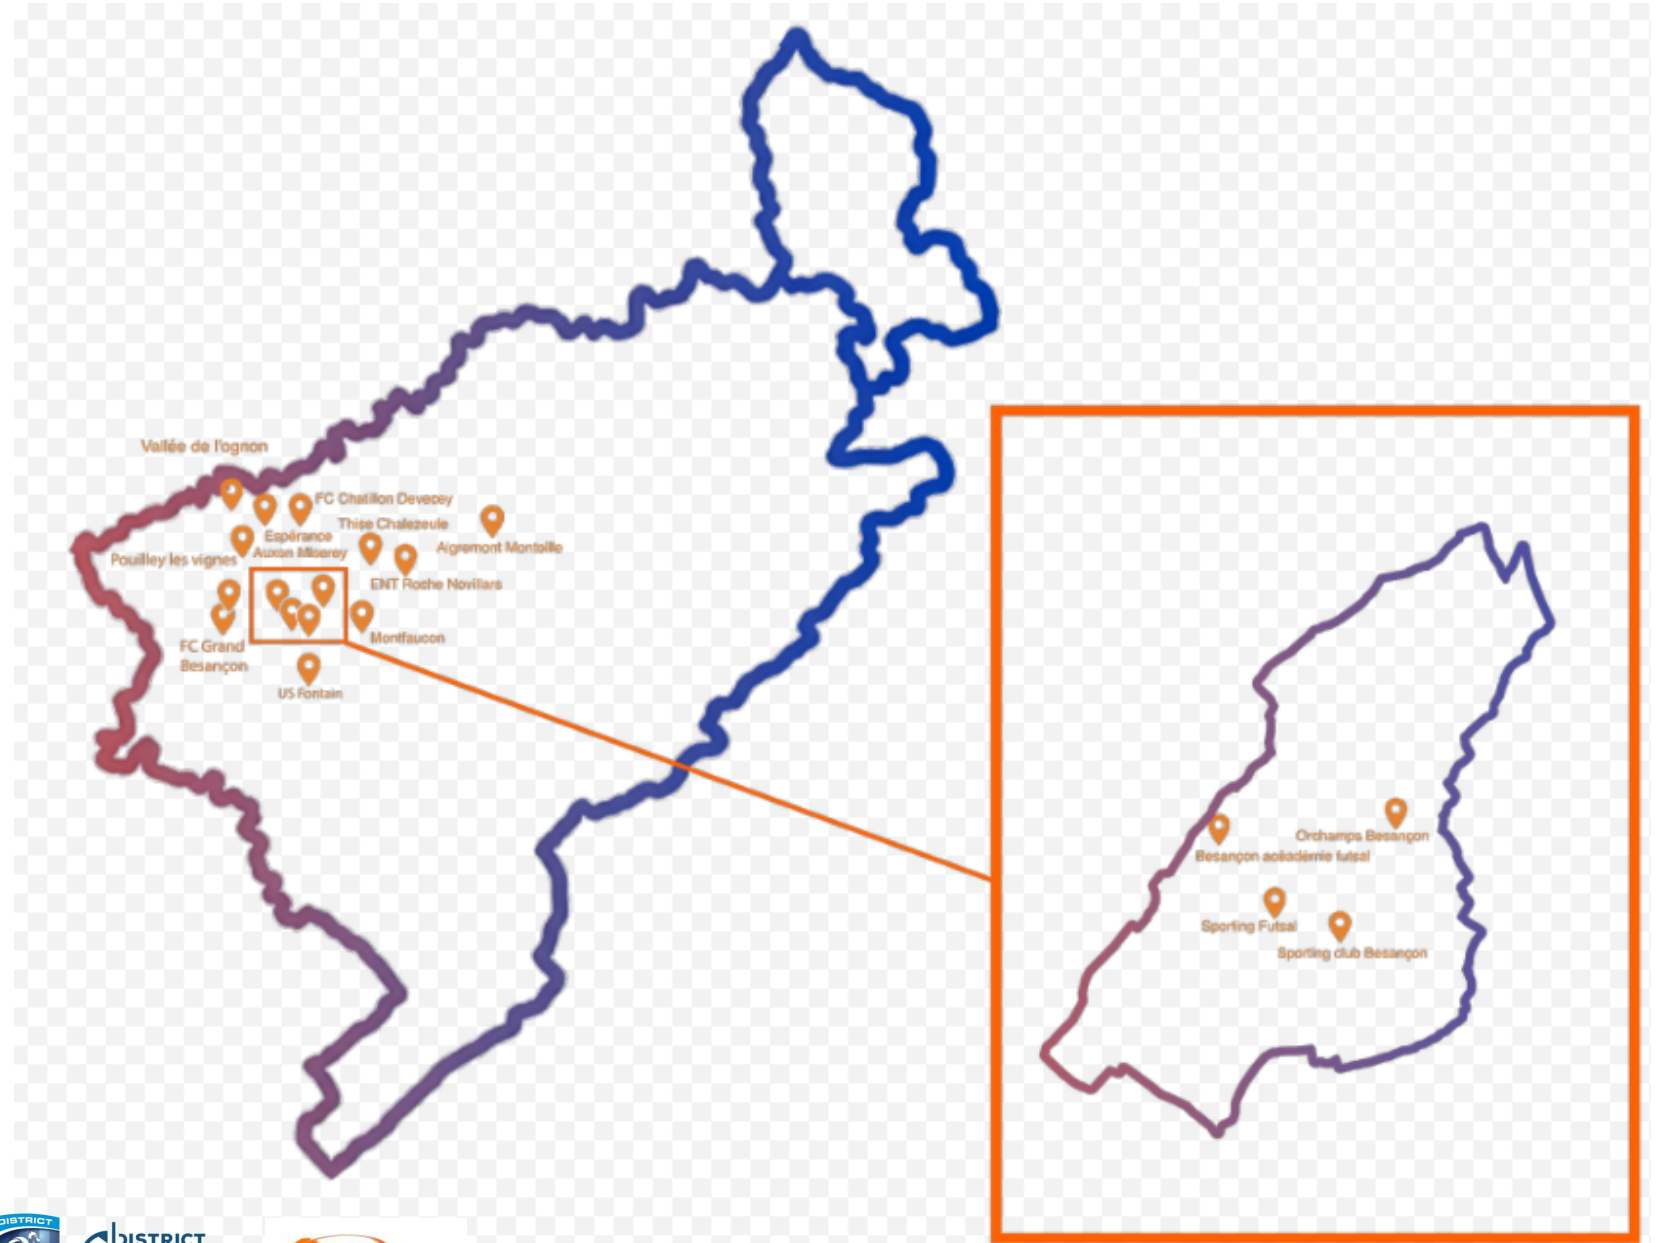 Vallée de l'ognon
FC Chatillon Devecey
Thise Chalezeule
Espérance
Auxon Miserey
Aigremont Montoille
Pouilley les vignes
ENT Roche Novillars
Montfaucon
FC Grand
Besançon
US Fontain
Orchamps Besançon
Besançon acéadémie futsal
Sporting Futsal
Sporting club Besançon
DISTRICT
DISTRICT